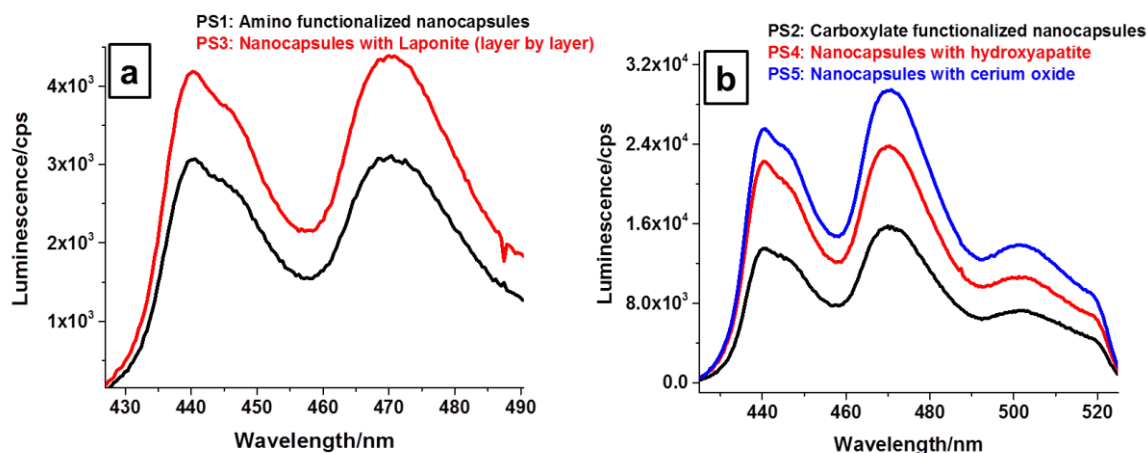 PS1: Amino functionalized nanocapsules
PS3: Nanocapsules with Laponite (layer by layer)
a
4x10³
3x10³
2x10³
1x10³
Luminescence/cps
430 440 450 460 470 480 490
Wavelength/nm
PS2: Carboxylate functionalized nanocapsules
PS4: Nanocapsules with hydroxyapatite
PS5: Nanocapsules with cerium oxide
b
3.2x10⁴
2.4x10⁴
1.6x10⁴
8.0x10³
0.0
Luminescence/cps
440 460 480 500 520
Wavelength/nm